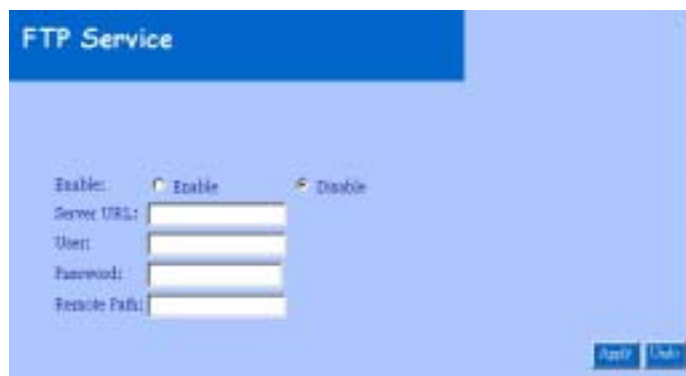 FTP Service
Enable: Enable Disable
Server URL:
User:
Password:
Remote Path:
Apply Undo